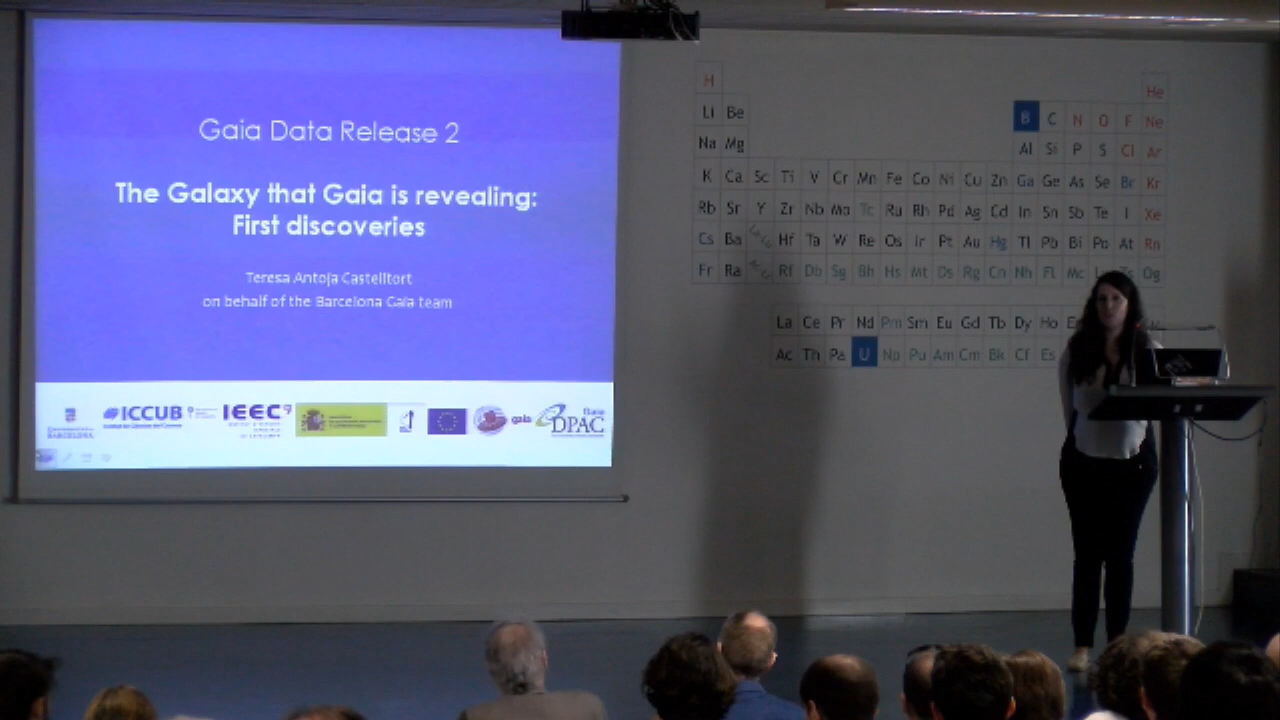 Gaia Data Release 2
The Galaxy that Gaia is revealing:
First discoveries
Teresa Antoja Castelltort
on behalf of the Barcelona Gaia team
BARCELONA
ICCUB
IEEC
gaia
DPAC
H He
Li Be B C N O F Ne
Na Mg Al Si P S Cl Ar
K Ca Sc Ti V Cr Mn Fe Co Ni Cu Zn Ga Ge As Se Br Kr
Rb Sr Y Zr Nb Mo Tc Ru Rh Pd Ag Cd In Sn Sb Te I Xe
Cs Ba La-Lu Hf Ta W Re Os Ir Pt Au Hg Tl Pb Bi Po At Rn
Fr Ra Rf Db Sg Bh Hs Mt Ds Rg Cn Nh FL Mc Ts Og
La Ce Pr Nd Pm Sm Eu Gd Tb Dy Ho
Ac Th Pa U Np Pu Am Cm Bk Cf Es